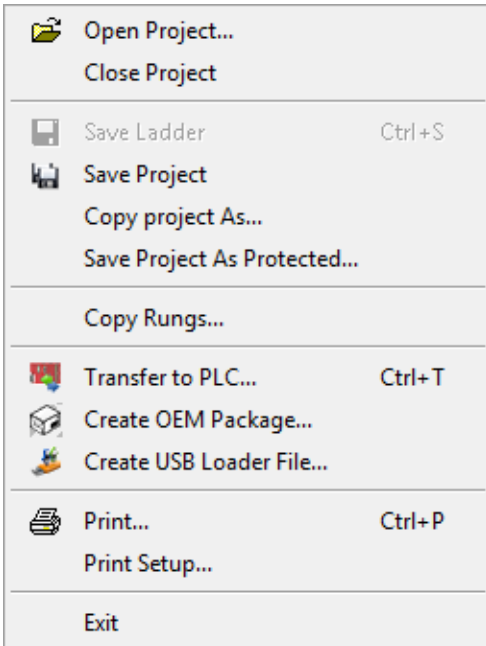 Open Project...
Close Project
Save Ladder Ctrl+S
Save Project
Copy project As...
Save Project As Protected...
Copy Rungs...
Transfer to PLC... Ctrl+T
Create OEM Package...
Create USB Loader File...
Print... Ctrl+P
Print Setup...
Exit